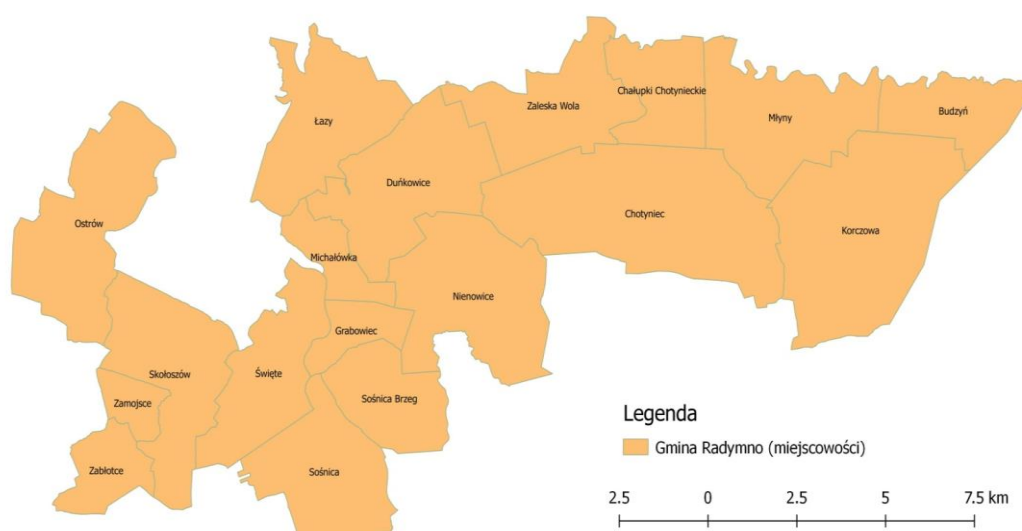 Chałupki Chotynieckie
Zaleska Wola
Budzyń
Łazy
Młyny
Duńkowice
Chotyniec
Ostrów
Korczowa
Michałówka
Nienowice
Grabowiec
Skołoszów
Święte
Zamojsce
Sośnica Brzeg
Zabłotce
Sośnica
Legenda
Gmina Radymno (miejscowości)
2.5 0 2.5 5 7.5 km